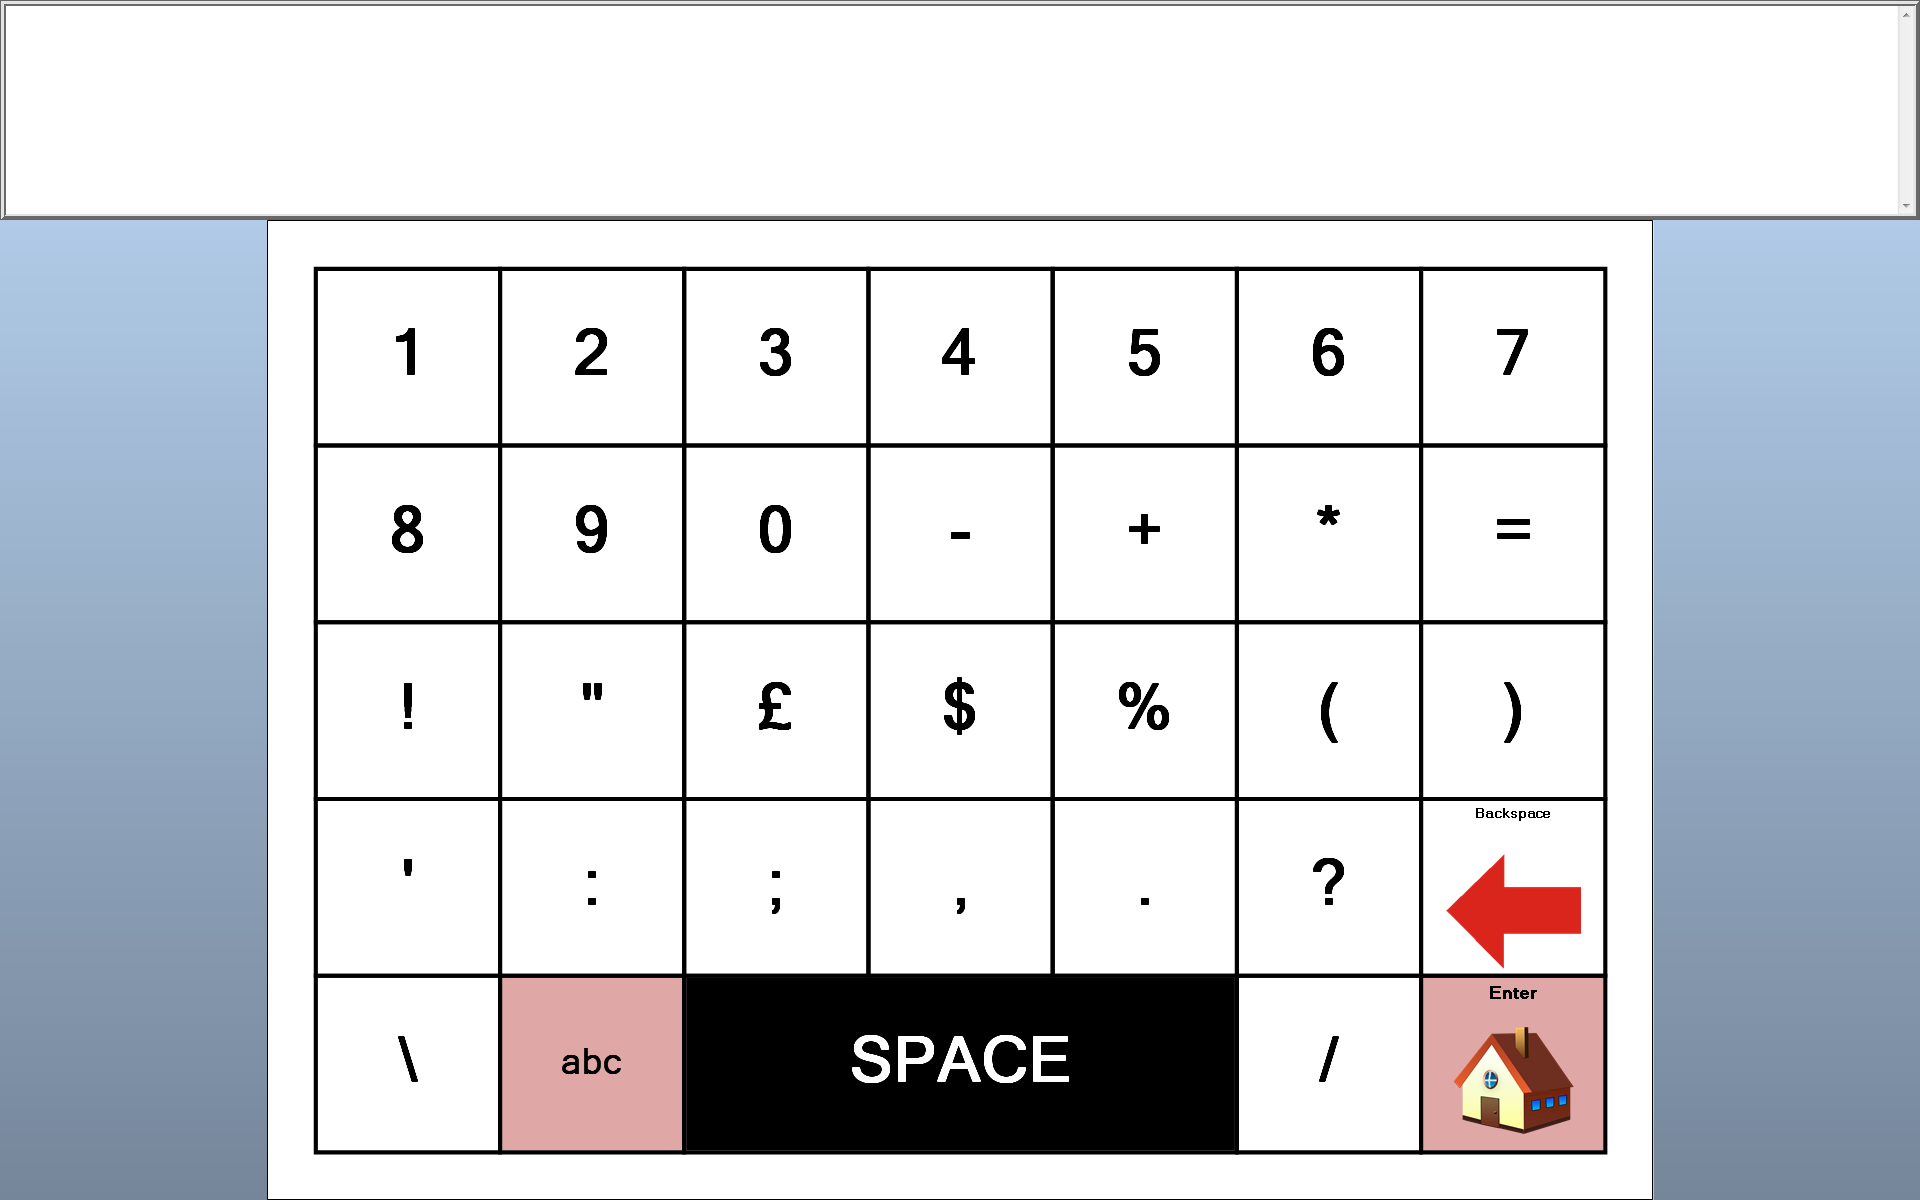 1 2 3 4 5 6 7
8 9 0 - + * =
! " £ $ % ( )
Backspace
' : ; , . ?
Enter
\ abc SPACE /